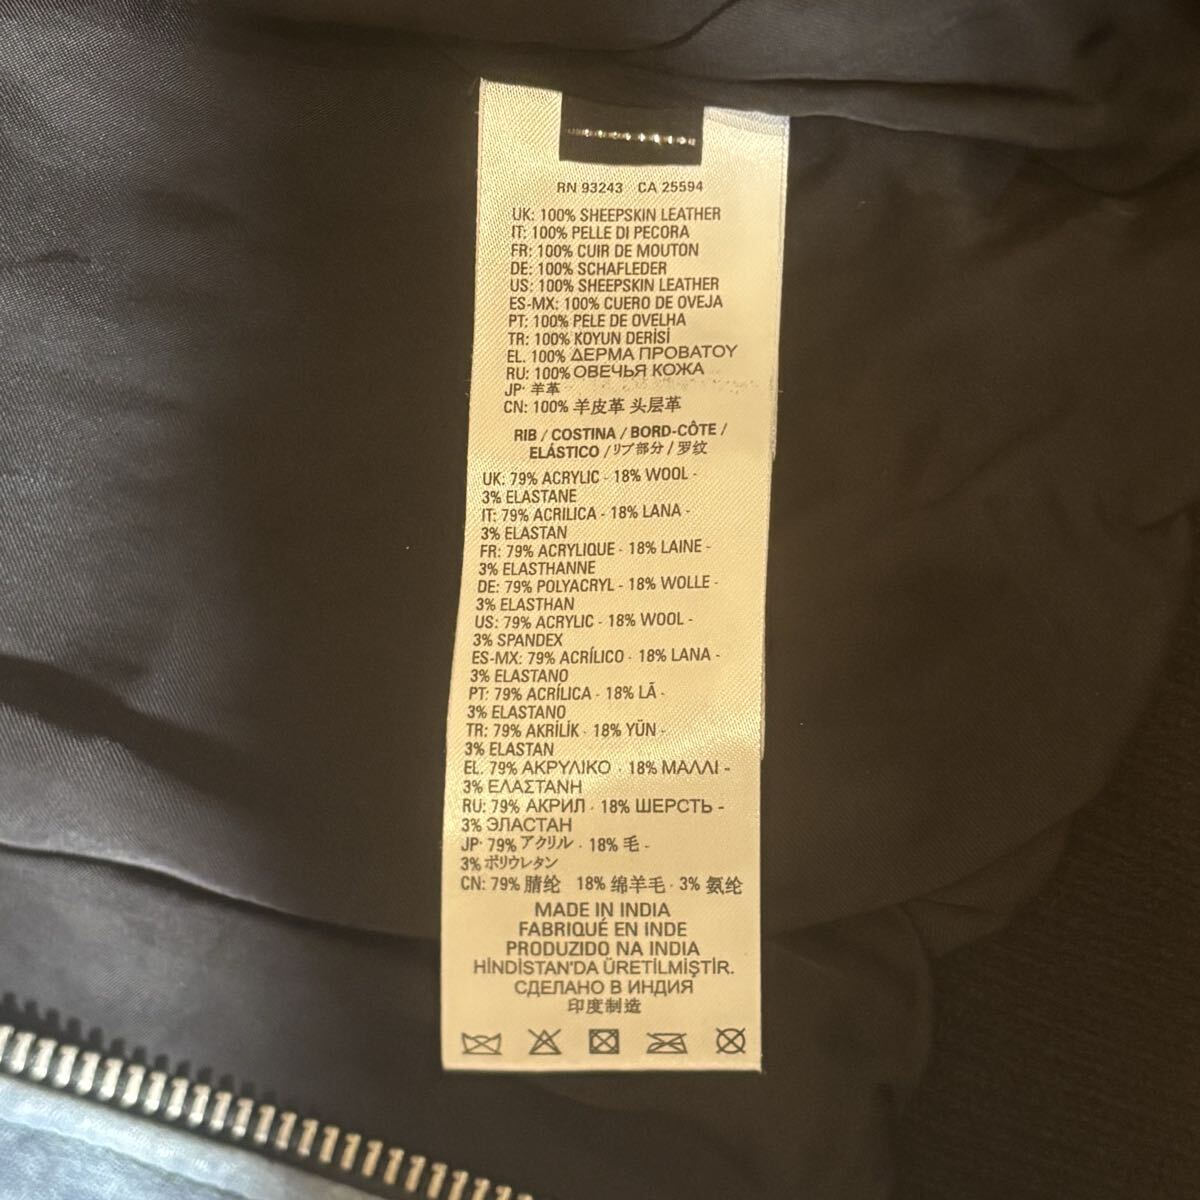 RN 93243 CA 25594
UK: 100% SHEEPSKIN LEATHER
IT: 100% PELLE DI PECORA
FR: 100% CUIR DE MOUTON
DE: 100% SCHAFLEDER
US: 100% SHEEPSKIN LEATHER
ES-MX: 100% CUERO DE OVEJA
PT: 100% PELE DE OVELHA
TR: 100% KOYUN DERİSİ
EL. 100% ΔΕΡΜΑ ΠΡΟΒΑΤΟΥ
RU: 100% ОВЕЧЬЯ КОЖА
JP· 羊革
CN: 100% 羊皮革 头层革
RIB / COSTINA / BORD-CÔTE /
ELÁSTICO / リブ部分 / 罗纹
UK: 79% ACRYLIC - 18% WOOL -
3% ELASTANE
IT: 79% ACRILICA - 18% LANA -
3% ELASTAN
FR: 79% ACRYLIQUE - 18% LAINE -
3% ELASTHANNE
DE: 79% POLYACRYL - 18% WOLLE -
3% ELASTHAN
US: 79% ACRYLIC - 18% WOOL -
3% SPANDEX
ES-MX: 79% ACRÍLICO · 18% LANA -
3% ELASTANO
PT: 79% ACRÍLICA · 18% LÃ -
3% ELASTANO
TR: 79% AKRİLİK · 18% YÜN -
3% ELASTAN
EL. 79% ΑΚΡΥΛΙΚΟ · 18% ΜΑΛΛΙ -
3% ΕΛΑΣΤΑΝΗ
RU: 79% АКРИЛ · 18% ШЕРСТЬ -
3% ЭЛАСТАН
JP· 79% アクリル · 18% 毛 -
3% ポリウレタン
CN: 79% 腈纶 18% 绵羊毛 · 3% 氨纶
MADE IN INDIA
FABRIQUÉ EN INDE
PRODUZIDO NA INDIA
HİNDİSTAN'DA ÜRETİLMİŞTİR.
СДЕЛАНО В ИНДИЯ
印度制造